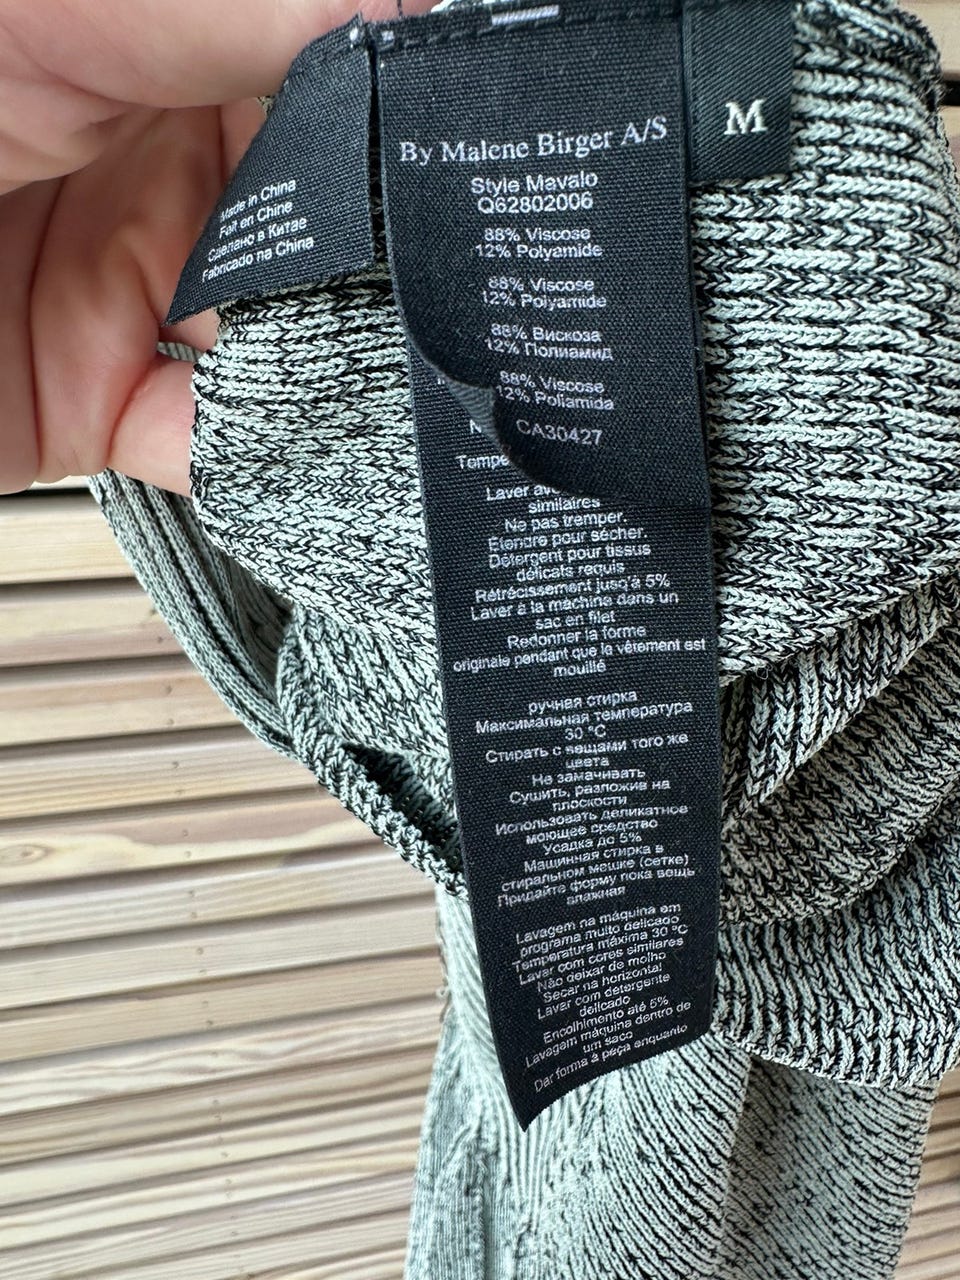 Made in China
Fait en Chine
Сделано в Китае
Fabricado na China
By Malene Birger A/S
Style Mavalo
Q62802006
88% Viscose
12% Polyamide
88% Viscose
12% Polyamide
88% Вискоза
12% Полиамид
88% Viscose
12% Poliamida
CA30427
Laver
similaires
Ne pas tremper.
Étendre pour sécher.
Détergent pour tissus
délicats requis
Rétrécissement jusqu'à 5%
Laver à la machine dans un
sac en filet
Redonner la forme
originale pendant que le vêtement est
mouillé
ручная стирка
Максимальная температура
30 °C
Стирать с вещами того же
цвета
Не замачивать
Сушить, разложив на
плоскости
Использовать деликатное
моющее средство
Усадка до 5%
Машинная стирка в
стиральном мешке (сетке)
Придайте форму пока вещь
влажная
Lavagem na máquina em
programa muito delicado
Temperatura máxima 30 °C
Lavar com cores similares
Não deixar de molho
Secar na horizontal
Lavar com detergente
delicado
Encolhimento até 5%
Lavagem máquina dentro de
um saco
Dar forma à peça enquanto
M